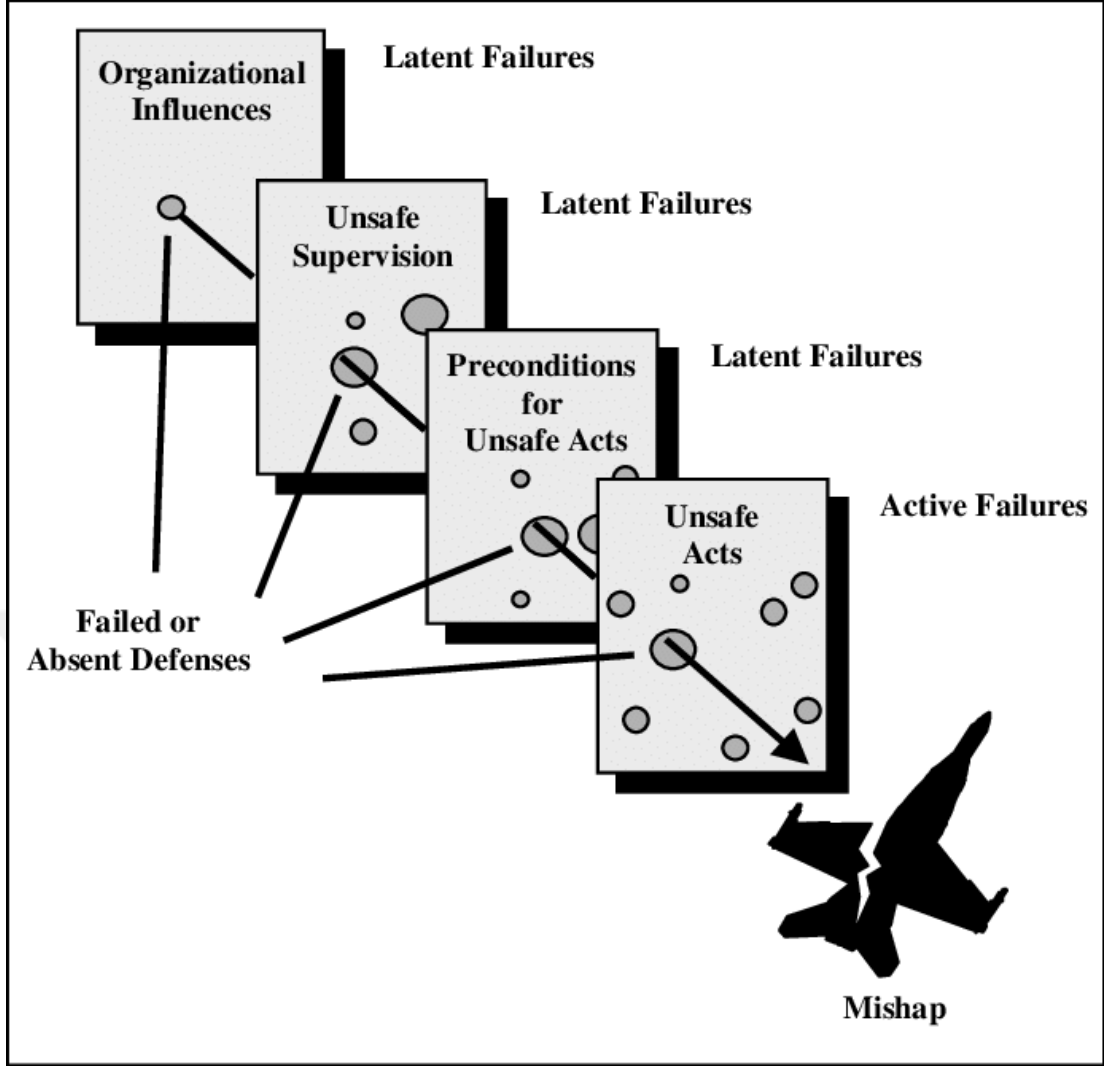 Organizational
Influences
Latent Failures
Unsafe
Supervision
Latent Failures
Preconditions
for
Unsafe Acts
Latent Failures
Unsafe
Acts
Active Failures
Failed or
Absent Defenses
Mishap